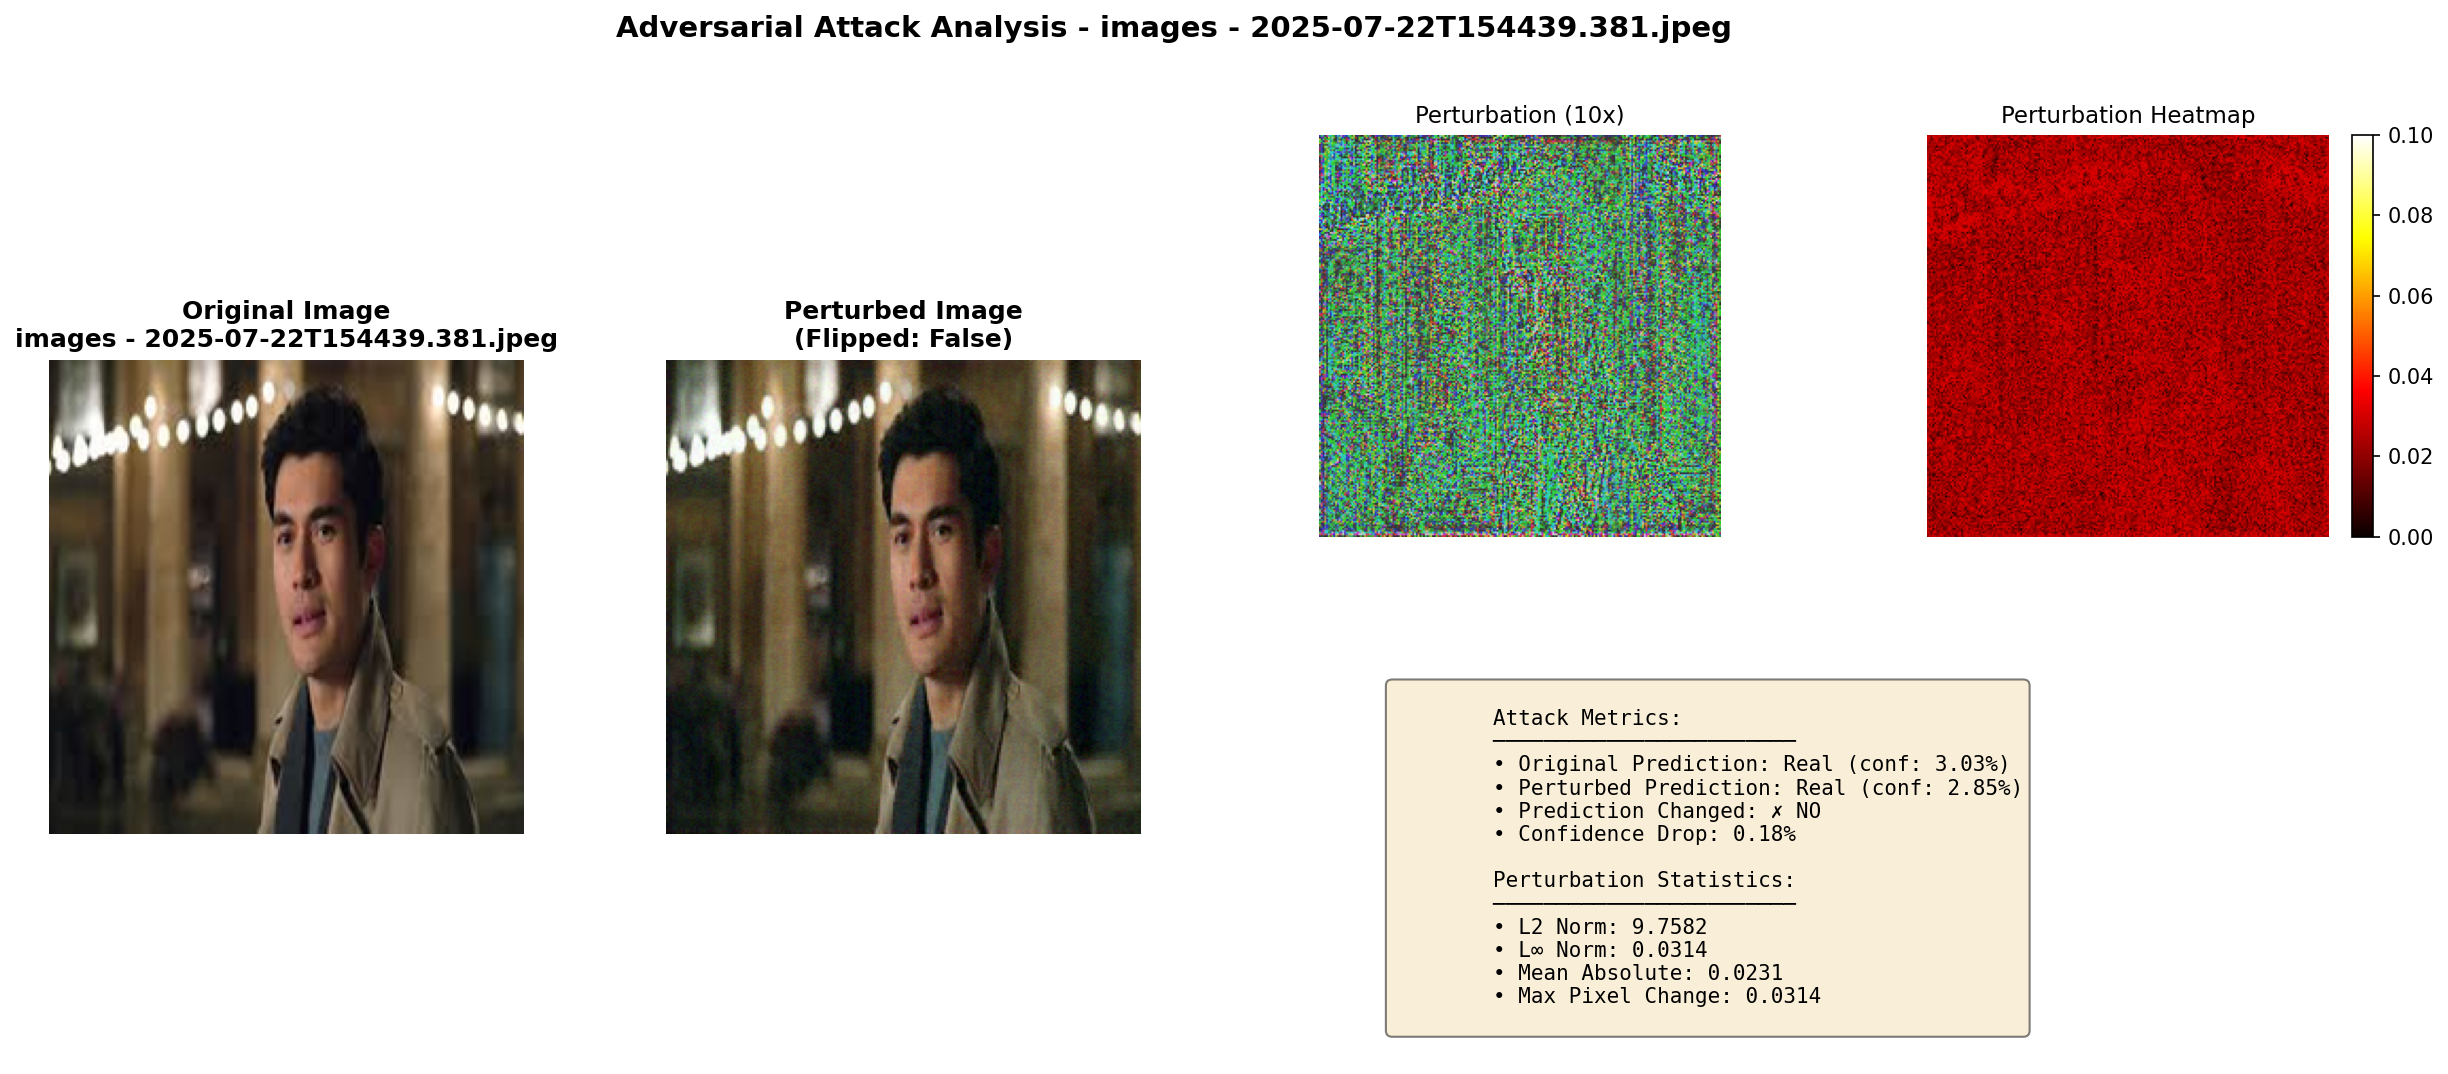 Adversarial Attack Analysis - images - 2025-07-22T154439.381.jpeg
Original Image
images - 2025-07-22T154439.381.jpeg
Perturbed Image
(Flipped: False)
Perturbation (10x)
Perturbation Heatmap
0.10
0.08
0.06
0.04
0.02
0.00
Attack Metrics:
• Original Prediction: Real (conf: 3.03%)
• Perturbed Prediction: Real (conf: 2.85%)
• Prediction Changed: ✗ NO
• Confidence Drop: 0.18%
Perturbation Statistics:
• L2 Norm: 9.7582
• L∞ Norm: 0.0314
• Mean Absolute: 0.0231
• Max Pixel Change: 0.0314